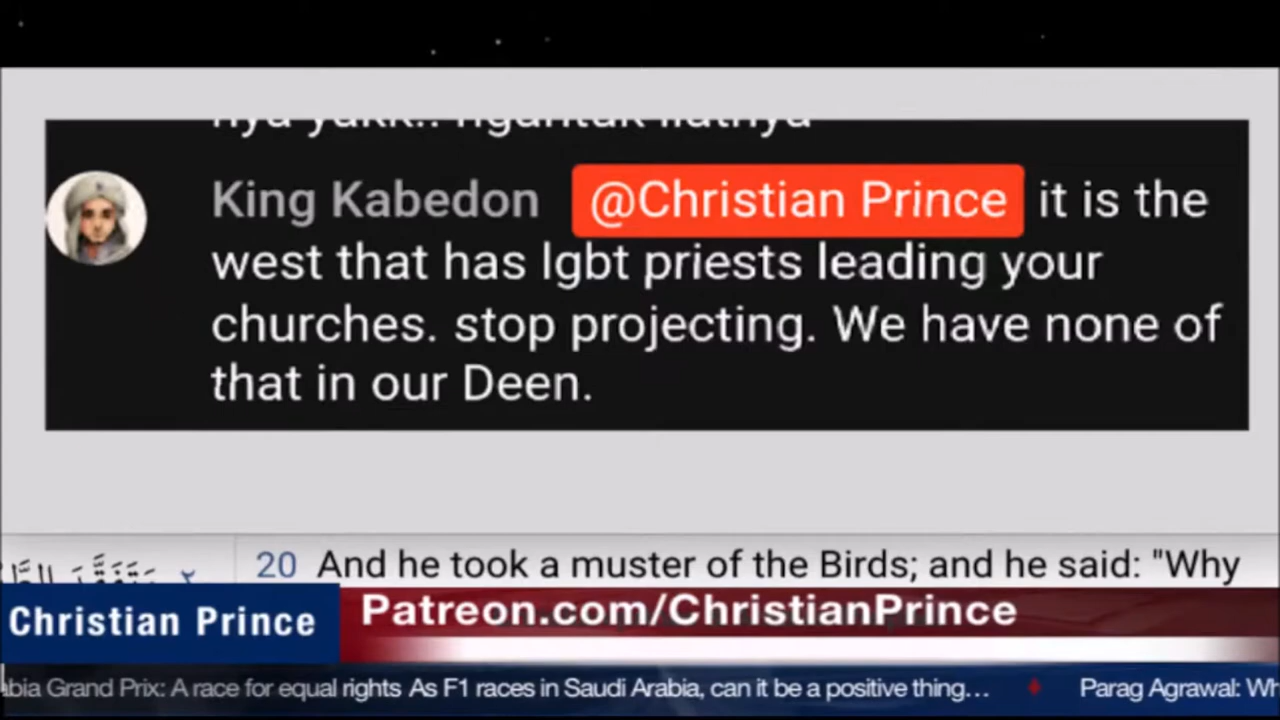 King Kabedon @Christian Prince it is the
west that has lgbt priests leading your
churches. stop projecting. We have none of
that in our Deen.
20 And he took a muster of the Birds; and he said: "Why
Christian Prince
Patreon.com/ChristianPrince
Grand Prix: A race for equal rights As F1 races in Saudi Arabia, can it be a positive thing... Parag Agrawal: